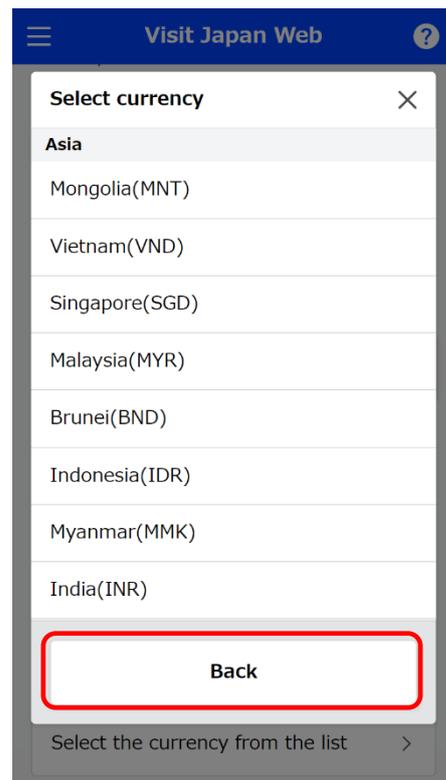 Visit Japan Web
Select currency
Asia
Mongolia(MNT)
Vietnam(VND)
Singapore(SGD)
Malaysia(MYR)
Brunei(BND)
Indonesia(IDR)
Myanmar(MMK)
India(INR)
Back
Select the currency from the list